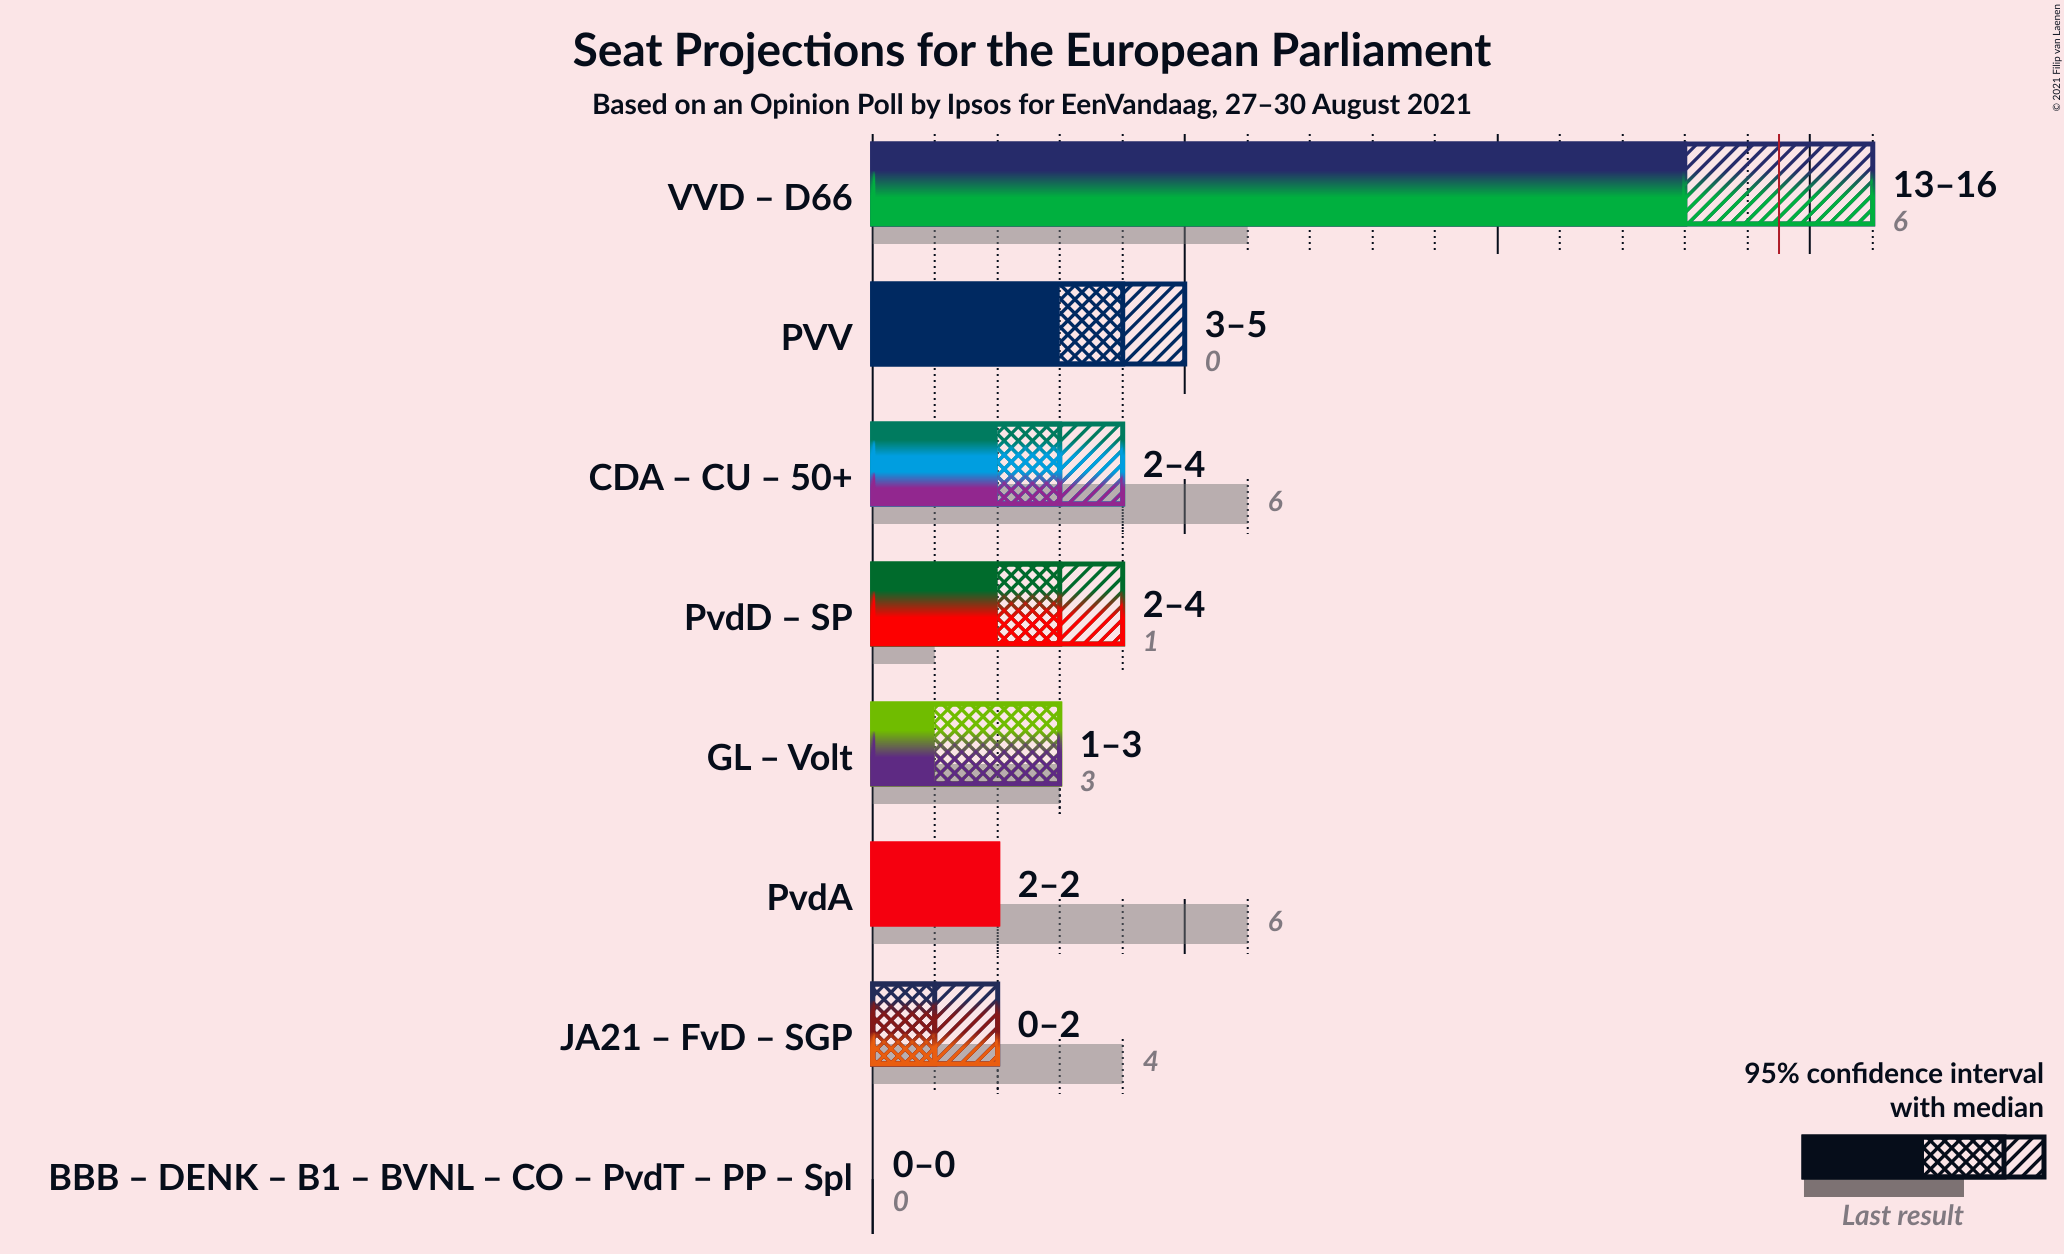 Seat Projections for the European Parliament
Based on an Opinion Poll by Ipsos for EenVandaag, 27–30 August 2021
© 2021 Filip van Laenen
VVD – D66
13–16
6
PVV
3–5
0
CDA – CU – 50+
2–4
6
PvdD – SP
2–4
1
GL – Volt
1–3
3
PvdA
2–2
6
JA21 – FvD – SGP
0–2
4
BBB – DENK – B1 – BVNL – CO – PvdT – PP – Spl
0–0
0
95% confidence interval
with median
Last result